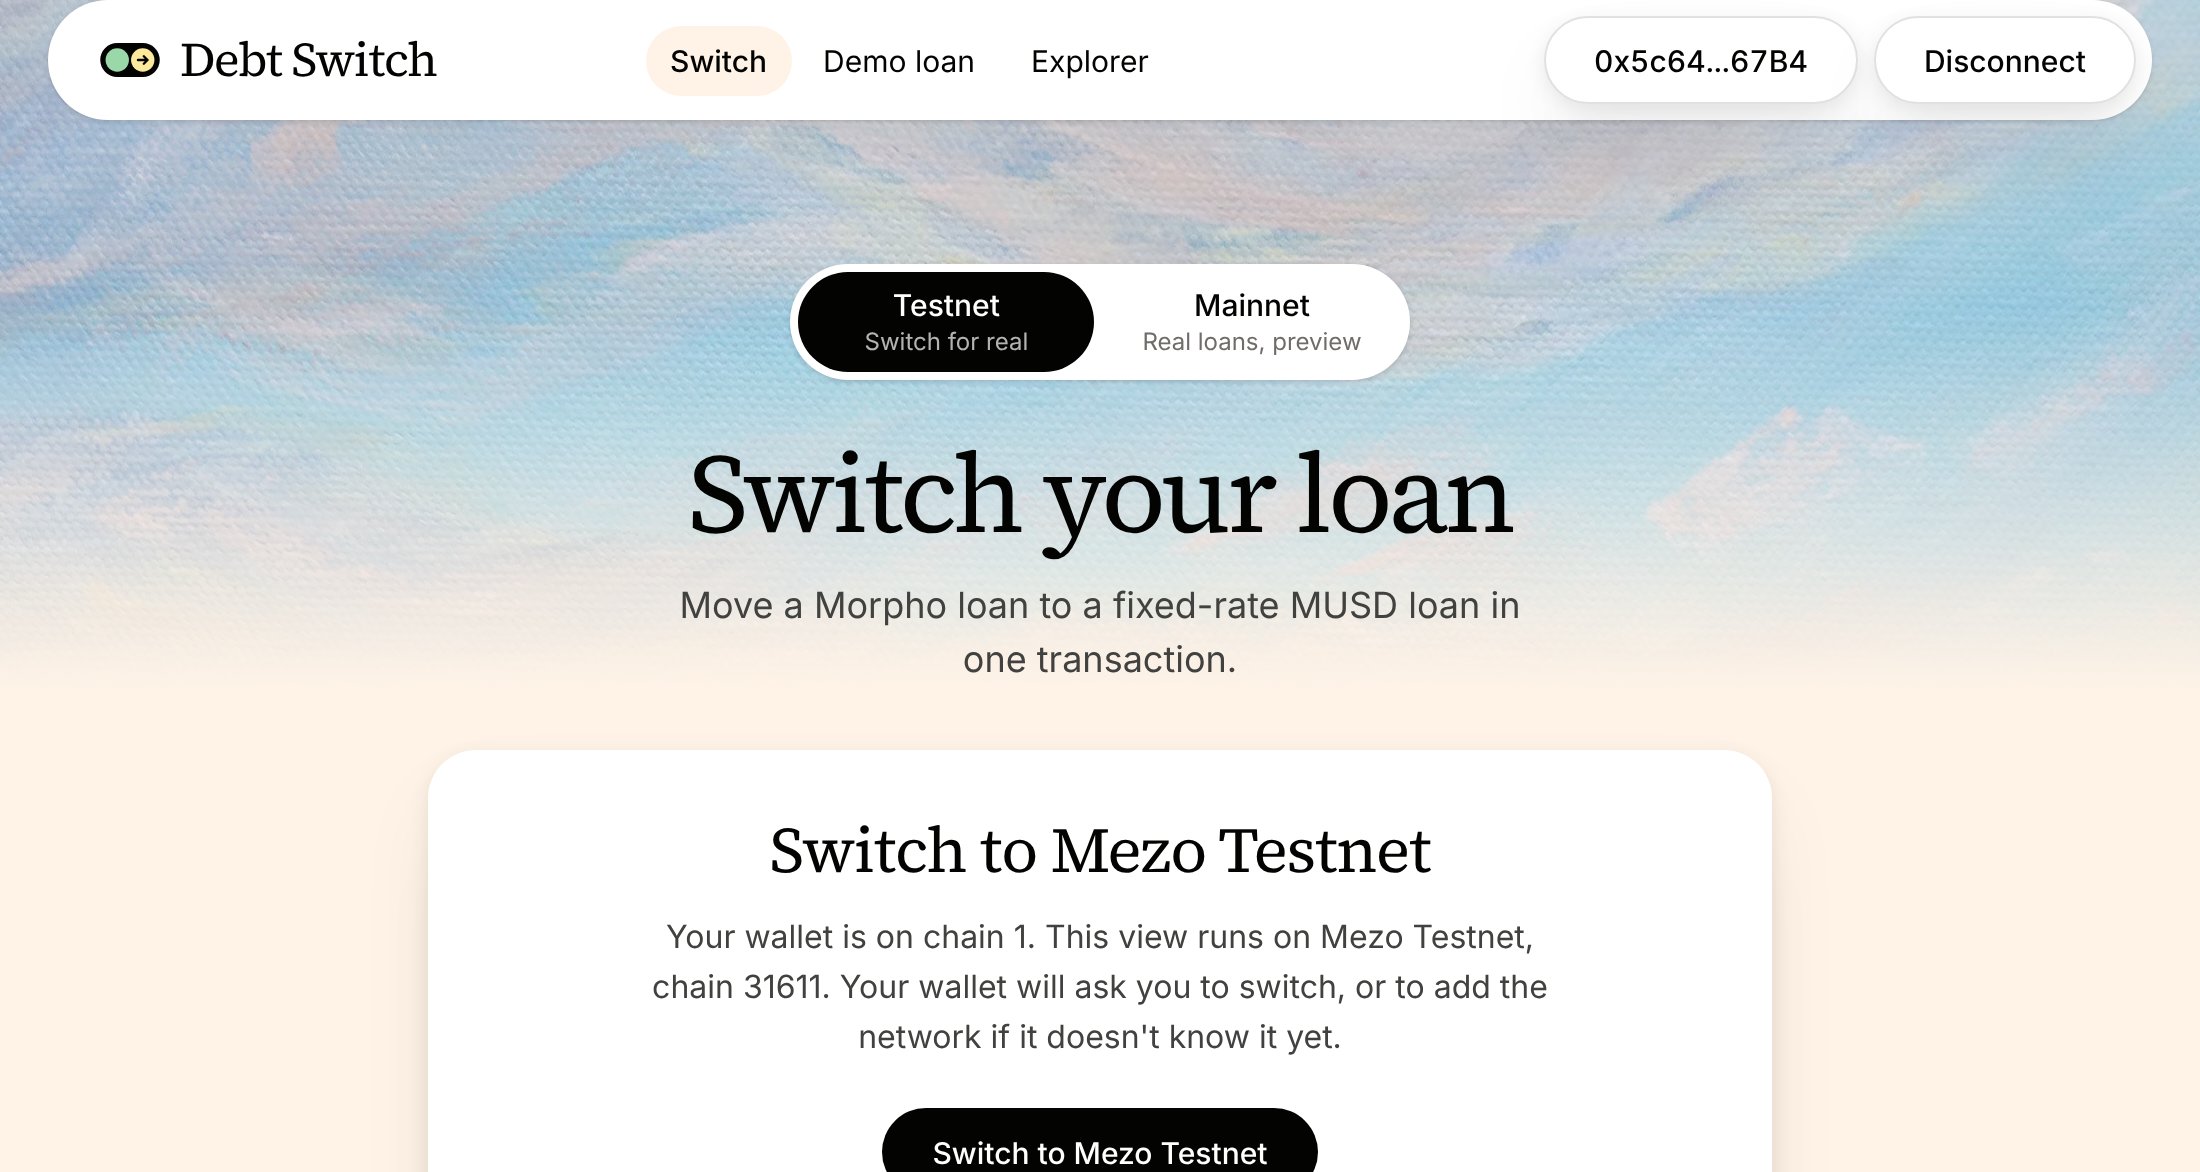 Debt Switch
Switch
Demo loan
Explorer
0x5c64...67B4
Disconnect
Testnet
Switch for real
Mainnet
Real loans, preview
Switch your loan
Move a Morpho loan to a fixed-rate MUSD loan in
one transaction.
Switch to Mezo Testnet
Your wallet is on chain 1. This view runs on Mezo Testnet,
chain 31611. Your wallet will ask you to switch, or to add the
network if it doesn't know it yet.
Switch to Mezo Testnet